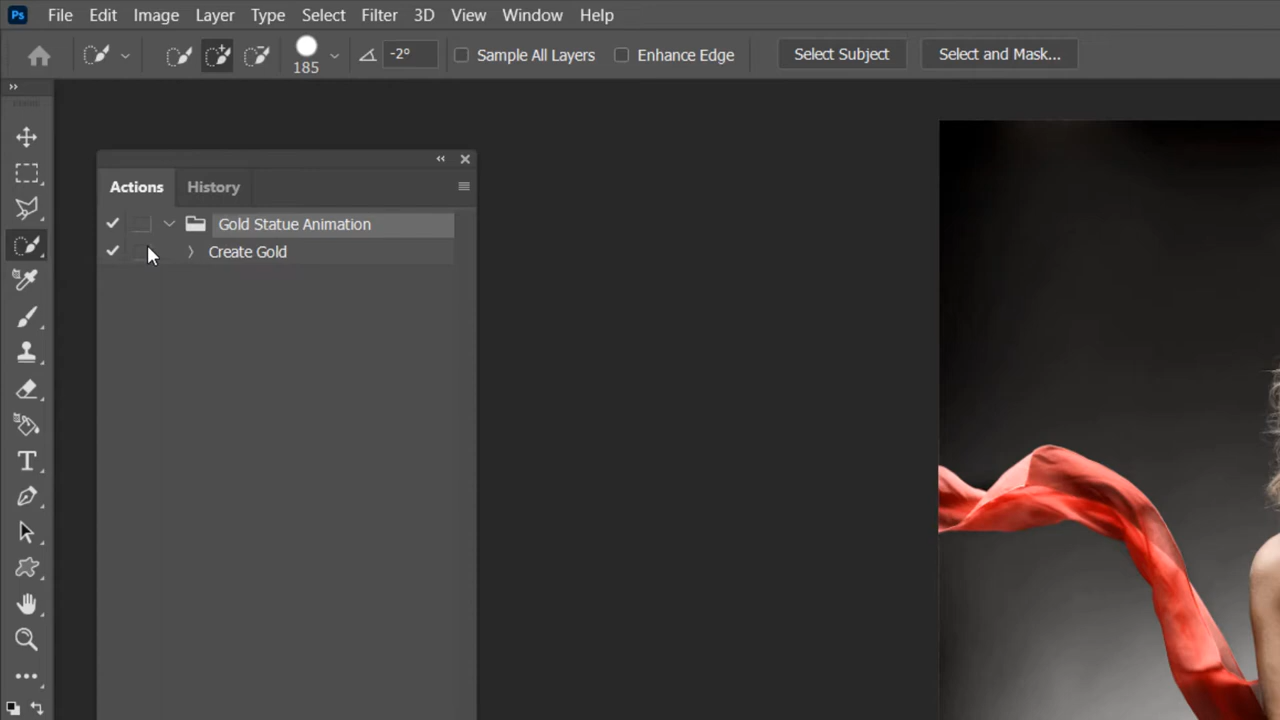 Ps File Edit Image Layer Type Select Filter 3D View Window Help
185 -2° Sample All Layers Enhance Edge Select Subject Select and Mask...
Actions History
Gold Statue Animation
Create Gold